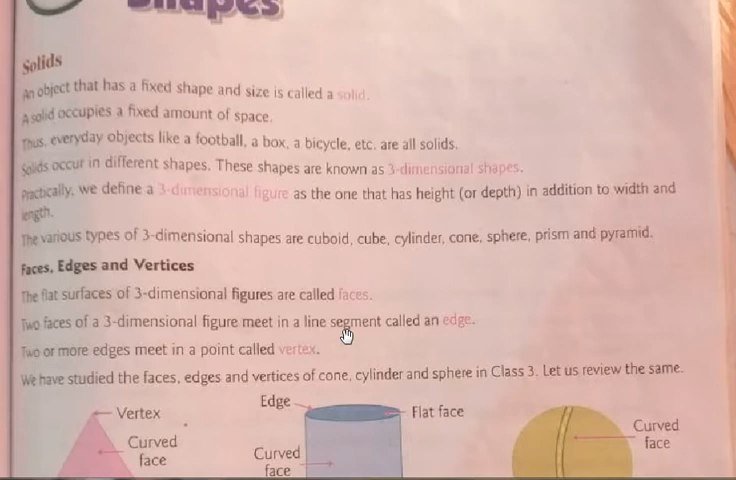 Shapes
Solids
An object that has a fixed shape and size is called a solid.
A solid occupies a fixed amount of space.
Thus, everyday objects like a football, a box, a bicycle, etc. are all solids.
Solids occur in different shapes. These shapes are known as 3-dimensional shapes.
Practically, we define a 3-dimensional figure as the one that has height (or depth) in addition to width and
length.
The various types of 3-dimensional shapes are cuboid, cube, cylinder, cone, sphere, prism and pyramid.
Faces, Edges and Vertices
The flat surfaces of 3-dimensional figures are called faces.
Two faces of a 3-dimensional figure meet in a line segment called an edge.
Two or more edges meet in a point called vertex.
We have studied the faces, edges and vertices of cone, cylinder and sphere in Class 3. Let us review the same.
Vertex
Curved
face
Edge
Flat face
Curved
face
Curved
face